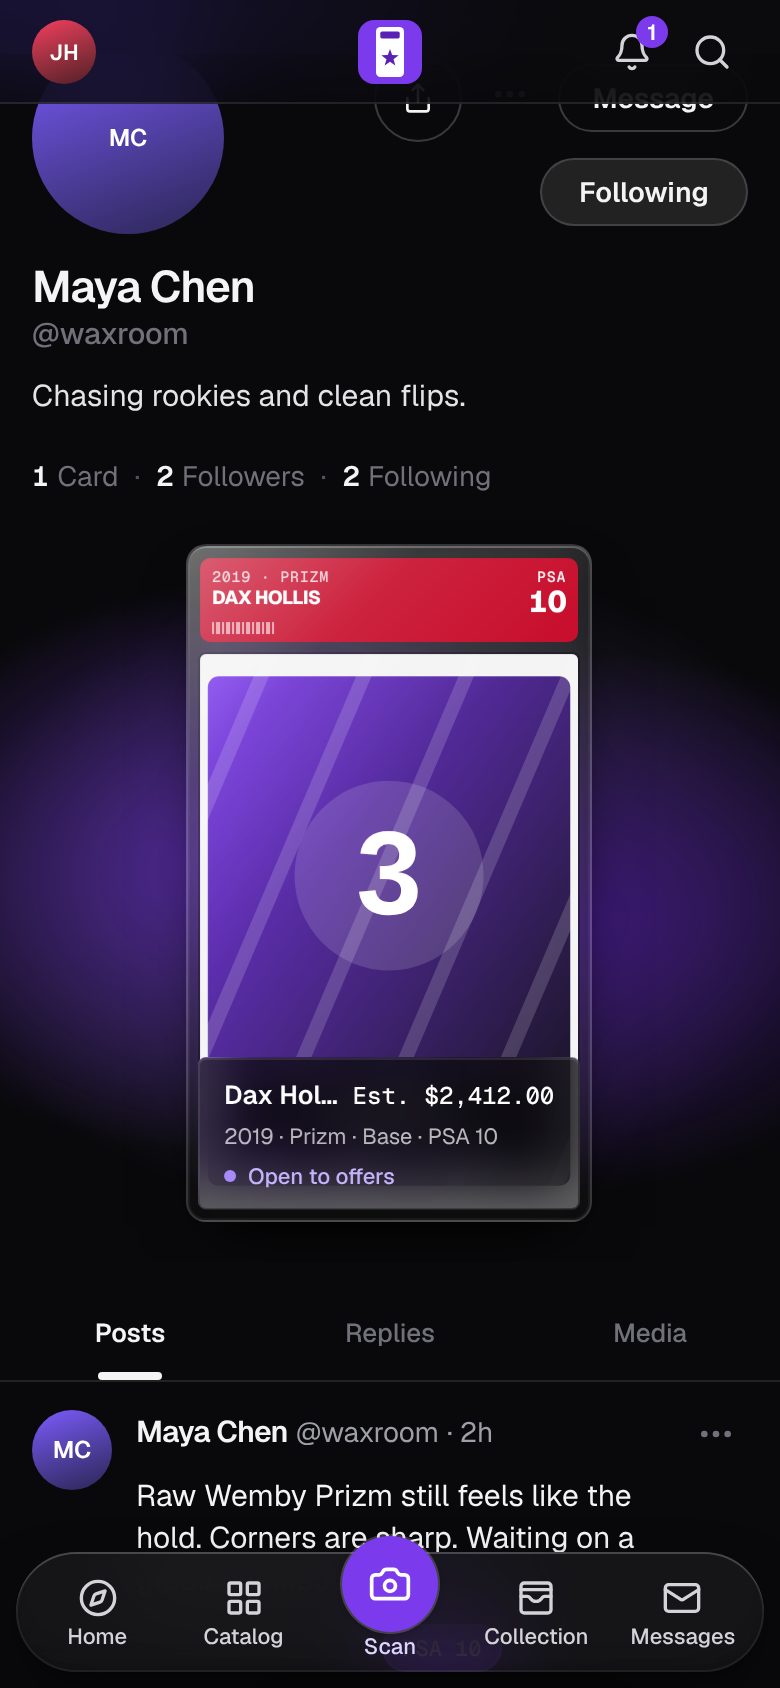 JH
1
MC
Message
Following
Maya Chen
@waxroom
Chasing rookies and clean flips.
1 Card · 2 Followers · 2 Following
2019 · PRIZM
PSA
DAX HOLLIS
10
3
Dax Hol... Est. $2,412.00
2019 · Prizm · Base · PSA 10
Open to offers
Posts Replies Media
MC
Maya Chen @waxroom · 2h
Raw Wemby Prizm still feels like the
hold. Corners are sharp. Waiting on a
PSA 10
Home Catalog Scan Collection Messages